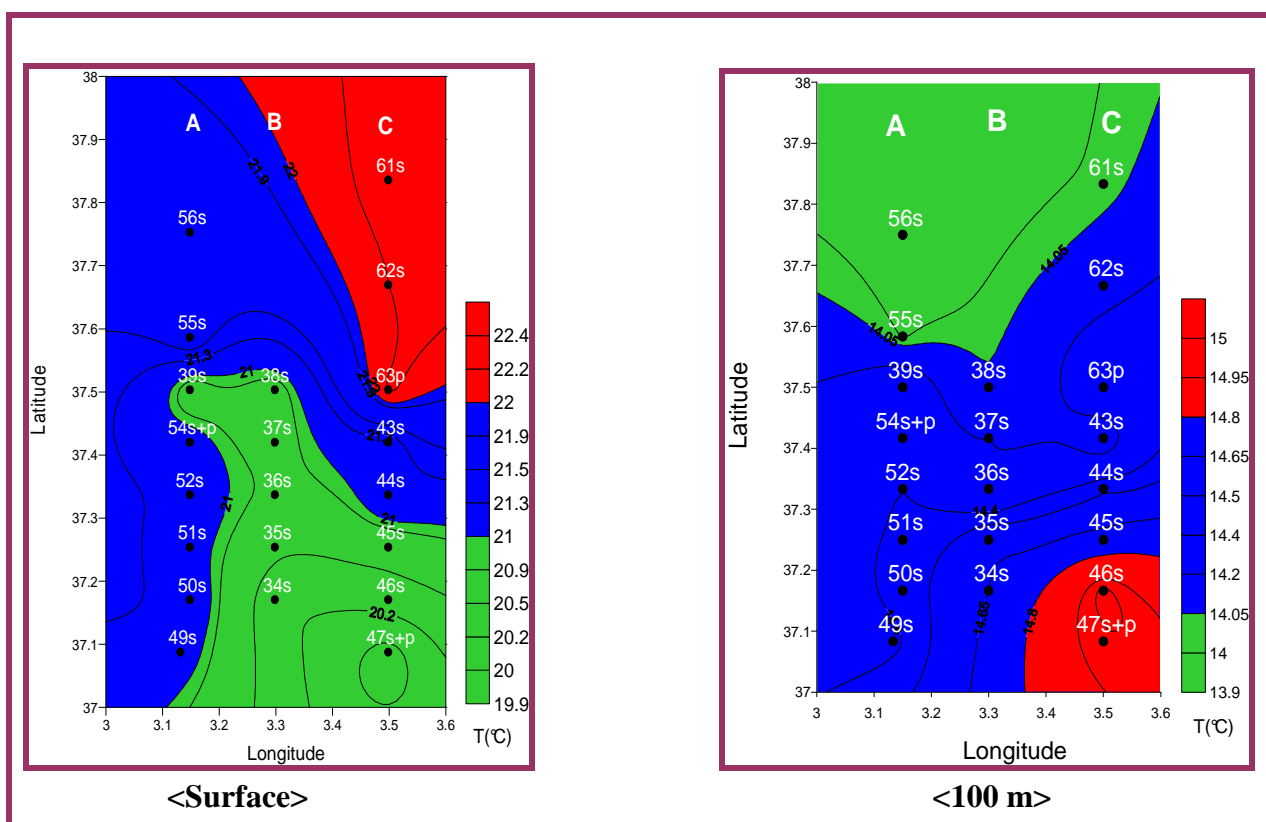 38
37.9
37.8
37.7
37.6
37.5
37.4
37.3
37.2
37.1
37
3
3.1
3.2
3.3
3.4
3.5
3.6
Latitude
Longitude
A
B
C
61s
56s
62s
55s
39s
38s
63p
54s+p
37s
43s
52s
36s
44s
51s
35s
45s
50s
34s
46s
49s
47s+p
21.9
22
21.3
21
21
21
20.2
22.4
22.2
22
21.9
21.5
21.3
21
20.9
20.5
20.2
20
19.9
T(°C)
<Surface>
38
37.9
37.8
37.7
37.6
37.5
37.4
37.3
37.2
37.1
37
3
3.1
3.2
3.3
3.4
3.5
3.6
Latitude
Longitude
A
B
C
61s
56s
62s
55s
39s
38s
63p
54s+p
37s
43s
52s
36s
44s
51s
35s
45s
50s
34s
46s
49s
47s+p
14.05
14.05
14.4
14.65
14.8
15
14.95
14.8
14.65
14.5
14.4
14.2
14.05
14
13.9
T(°C)
<100 m>